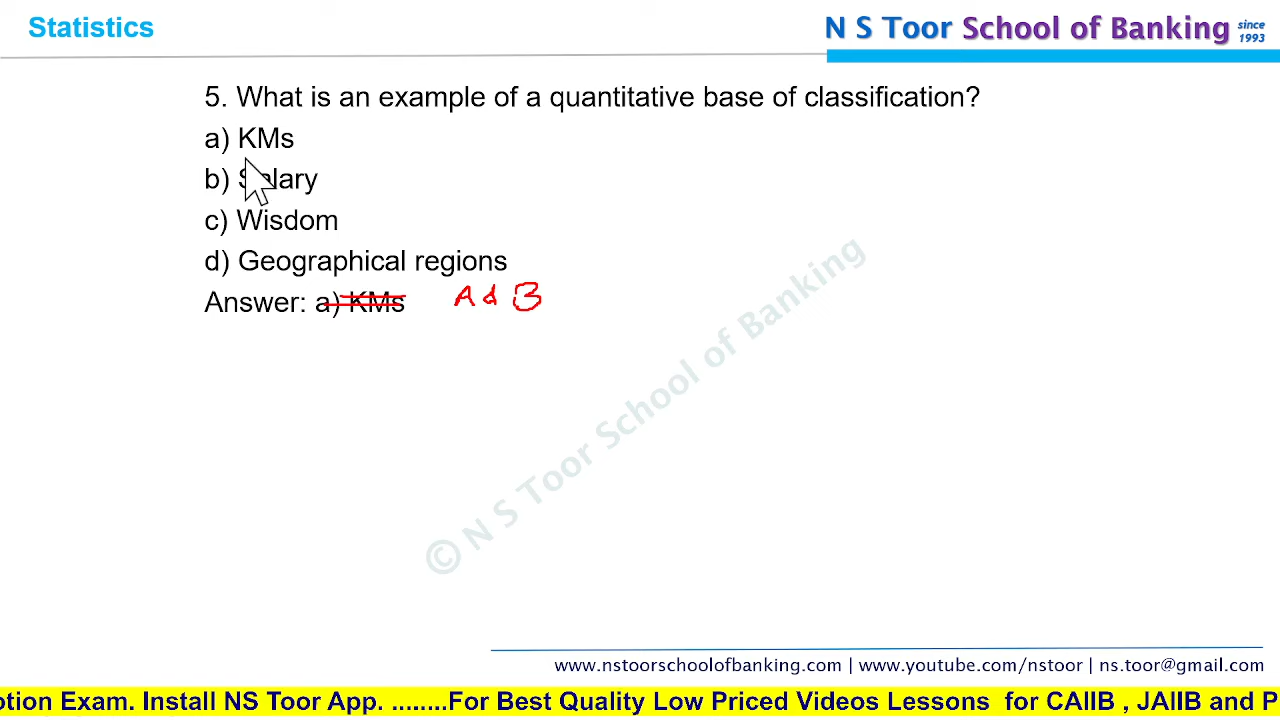 Statistics
N S Toor School of Banking since 1993
5. What is an example of a quantitative base of classification?
a) KMs
b) Salary
c) Wisdom
d) Geographical regions
Answer: a) KMs A & B
© N S Toor School of Banking
www.nstoorschoolofbanking.com | www.youtube.com/nstoor | ns.toor@gmail.com
otion Exam. Install NS Toor App. ........For Best Quality Low Priced Videos Lessons for CAIIB , JAIIB and P